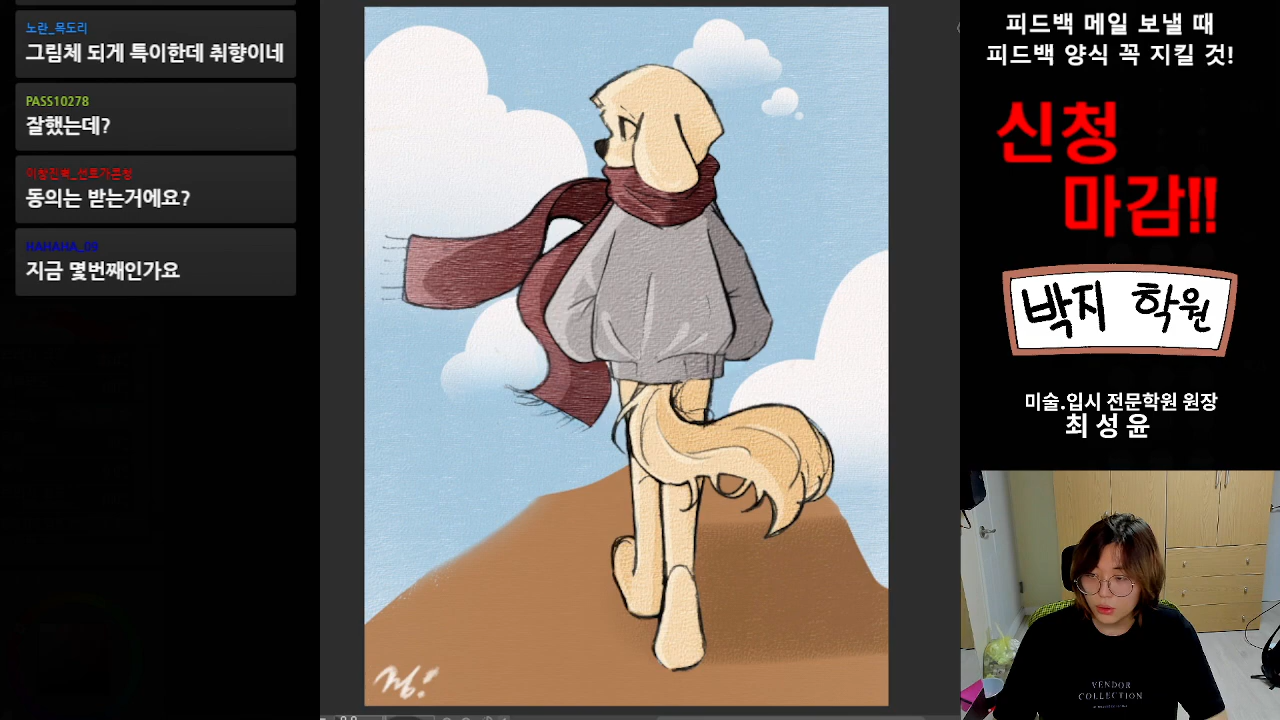 노란_목도리
그림체 되게 특이한데 취향이네
PASS10278
잘했는데?
동의는 받는거에요?
HAHAHA_09
지금 몇번째인가요
피드백 메일 보낼 때
피드백 양식 꼭 지킬 것!
신청
마감!!
박지 학원
미술.입시 전문학원 원장
최성윤
VENDOR
COLLECTION